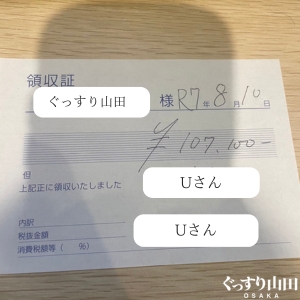 領収証
ぐっすり山田 様 R7年8月10日
¥107,100-
但
上記正に領収いたしました
Uさん
内訳
税抜金額
Uさん
消費税額等( %)
ぐっすり山田
OSAKA